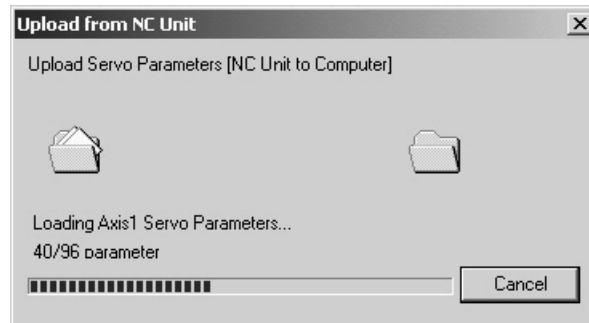 Upload from NC Unit
Upload Servo Parameters [NC Unit to Computer]
Loading Axis1 Servo Parameters...
40/96 parameter
Cancel